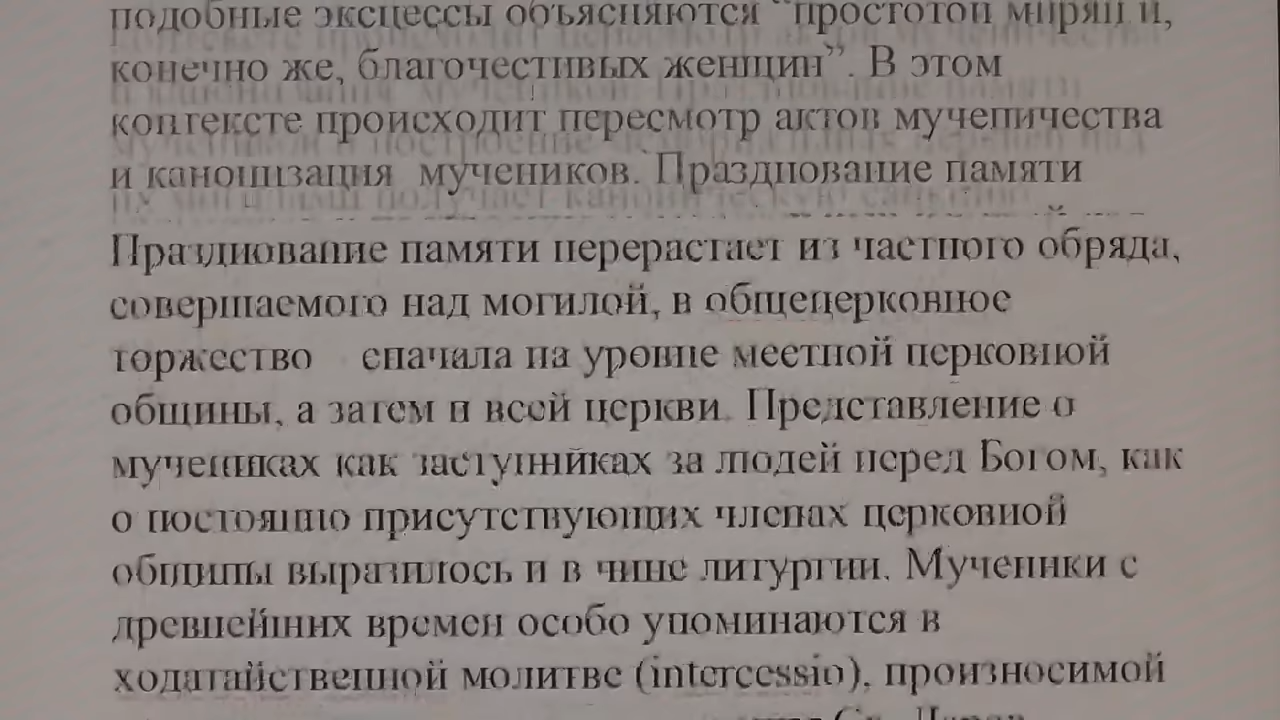 подобные эксцессы объясняются "простотой мирян и,
конечно же, благочестивых женщин". В этом
контексте происходит пересмотр актов мученичества
и канонизация мучеников. Празднование памяти
Празднование памяти перерастает из частного обряда,
совершаемого над могилой, в общецерковное
торжество сначала на уровне местной церковной
общины, а затем и всей церкви. Представление о
мучениках как заступниках за людей перед Богом, как
о постоянно присутствующих членах церковной
общины выразилось и в чине литургии. Мученики с
древнейших времен особо упоминаются в
ходатайственной молитве (intercessio), произносимой